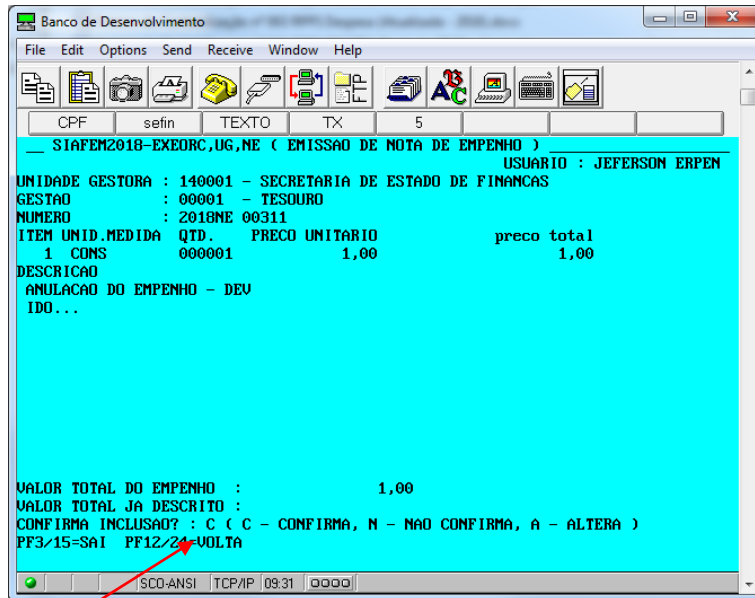 Banco de Desenvolvimento
File Edit Options Send Receive Window Help
CPF sefin TEXTO TX 5
__ SIAFEM2018-EXEORC,UG,NE ( EMISSAO DE NOTA DE EMPENHO ) ____________________
USUARIO : JEFERSON ERPEN
UNIDADE GESTORA : 140001 - SECRETARIA DE ESTADO DE FINANCAS
GESTAO : 00001 - TESOURO
NUMERO : 2018NE 00311
ITEM UNID.MEDIDA QTD. PRECO UNITARIO preco total
1 CONS 000001 1,00 1,00
DESCRICAO
ANULACAO DO EMPENHO - DEV
IDO...
VALOR TOTAL DO EMPENHO : 1,00
VALOR TOTAL JA DESCRITO :
CONFIRMA INCLUSAO? : C ( C - CONFIRMA, N - NAO CONFIRMA, A - ALTERA )
PF3/15=SAI PF12/24=VOLTA
SCO-ANSI TCP/IP 09:31